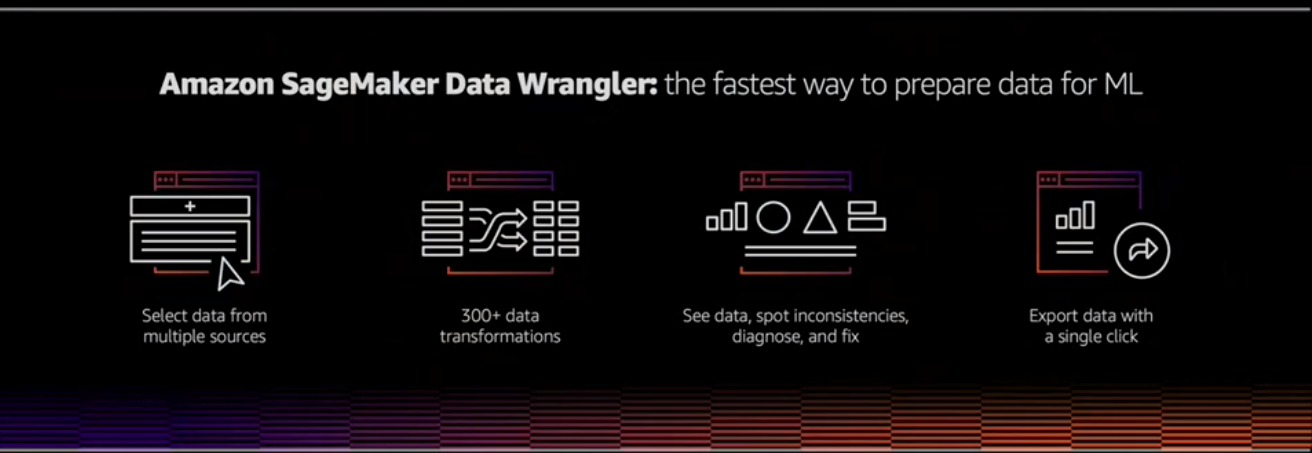 Amazon SageMaker Data Wrangler: the fastest way to prepare data for ML
Select data from
multiple sources
300+ data
transformations
See data, spot inconsistencies,
diagnose, and fix
Export data with
a single click